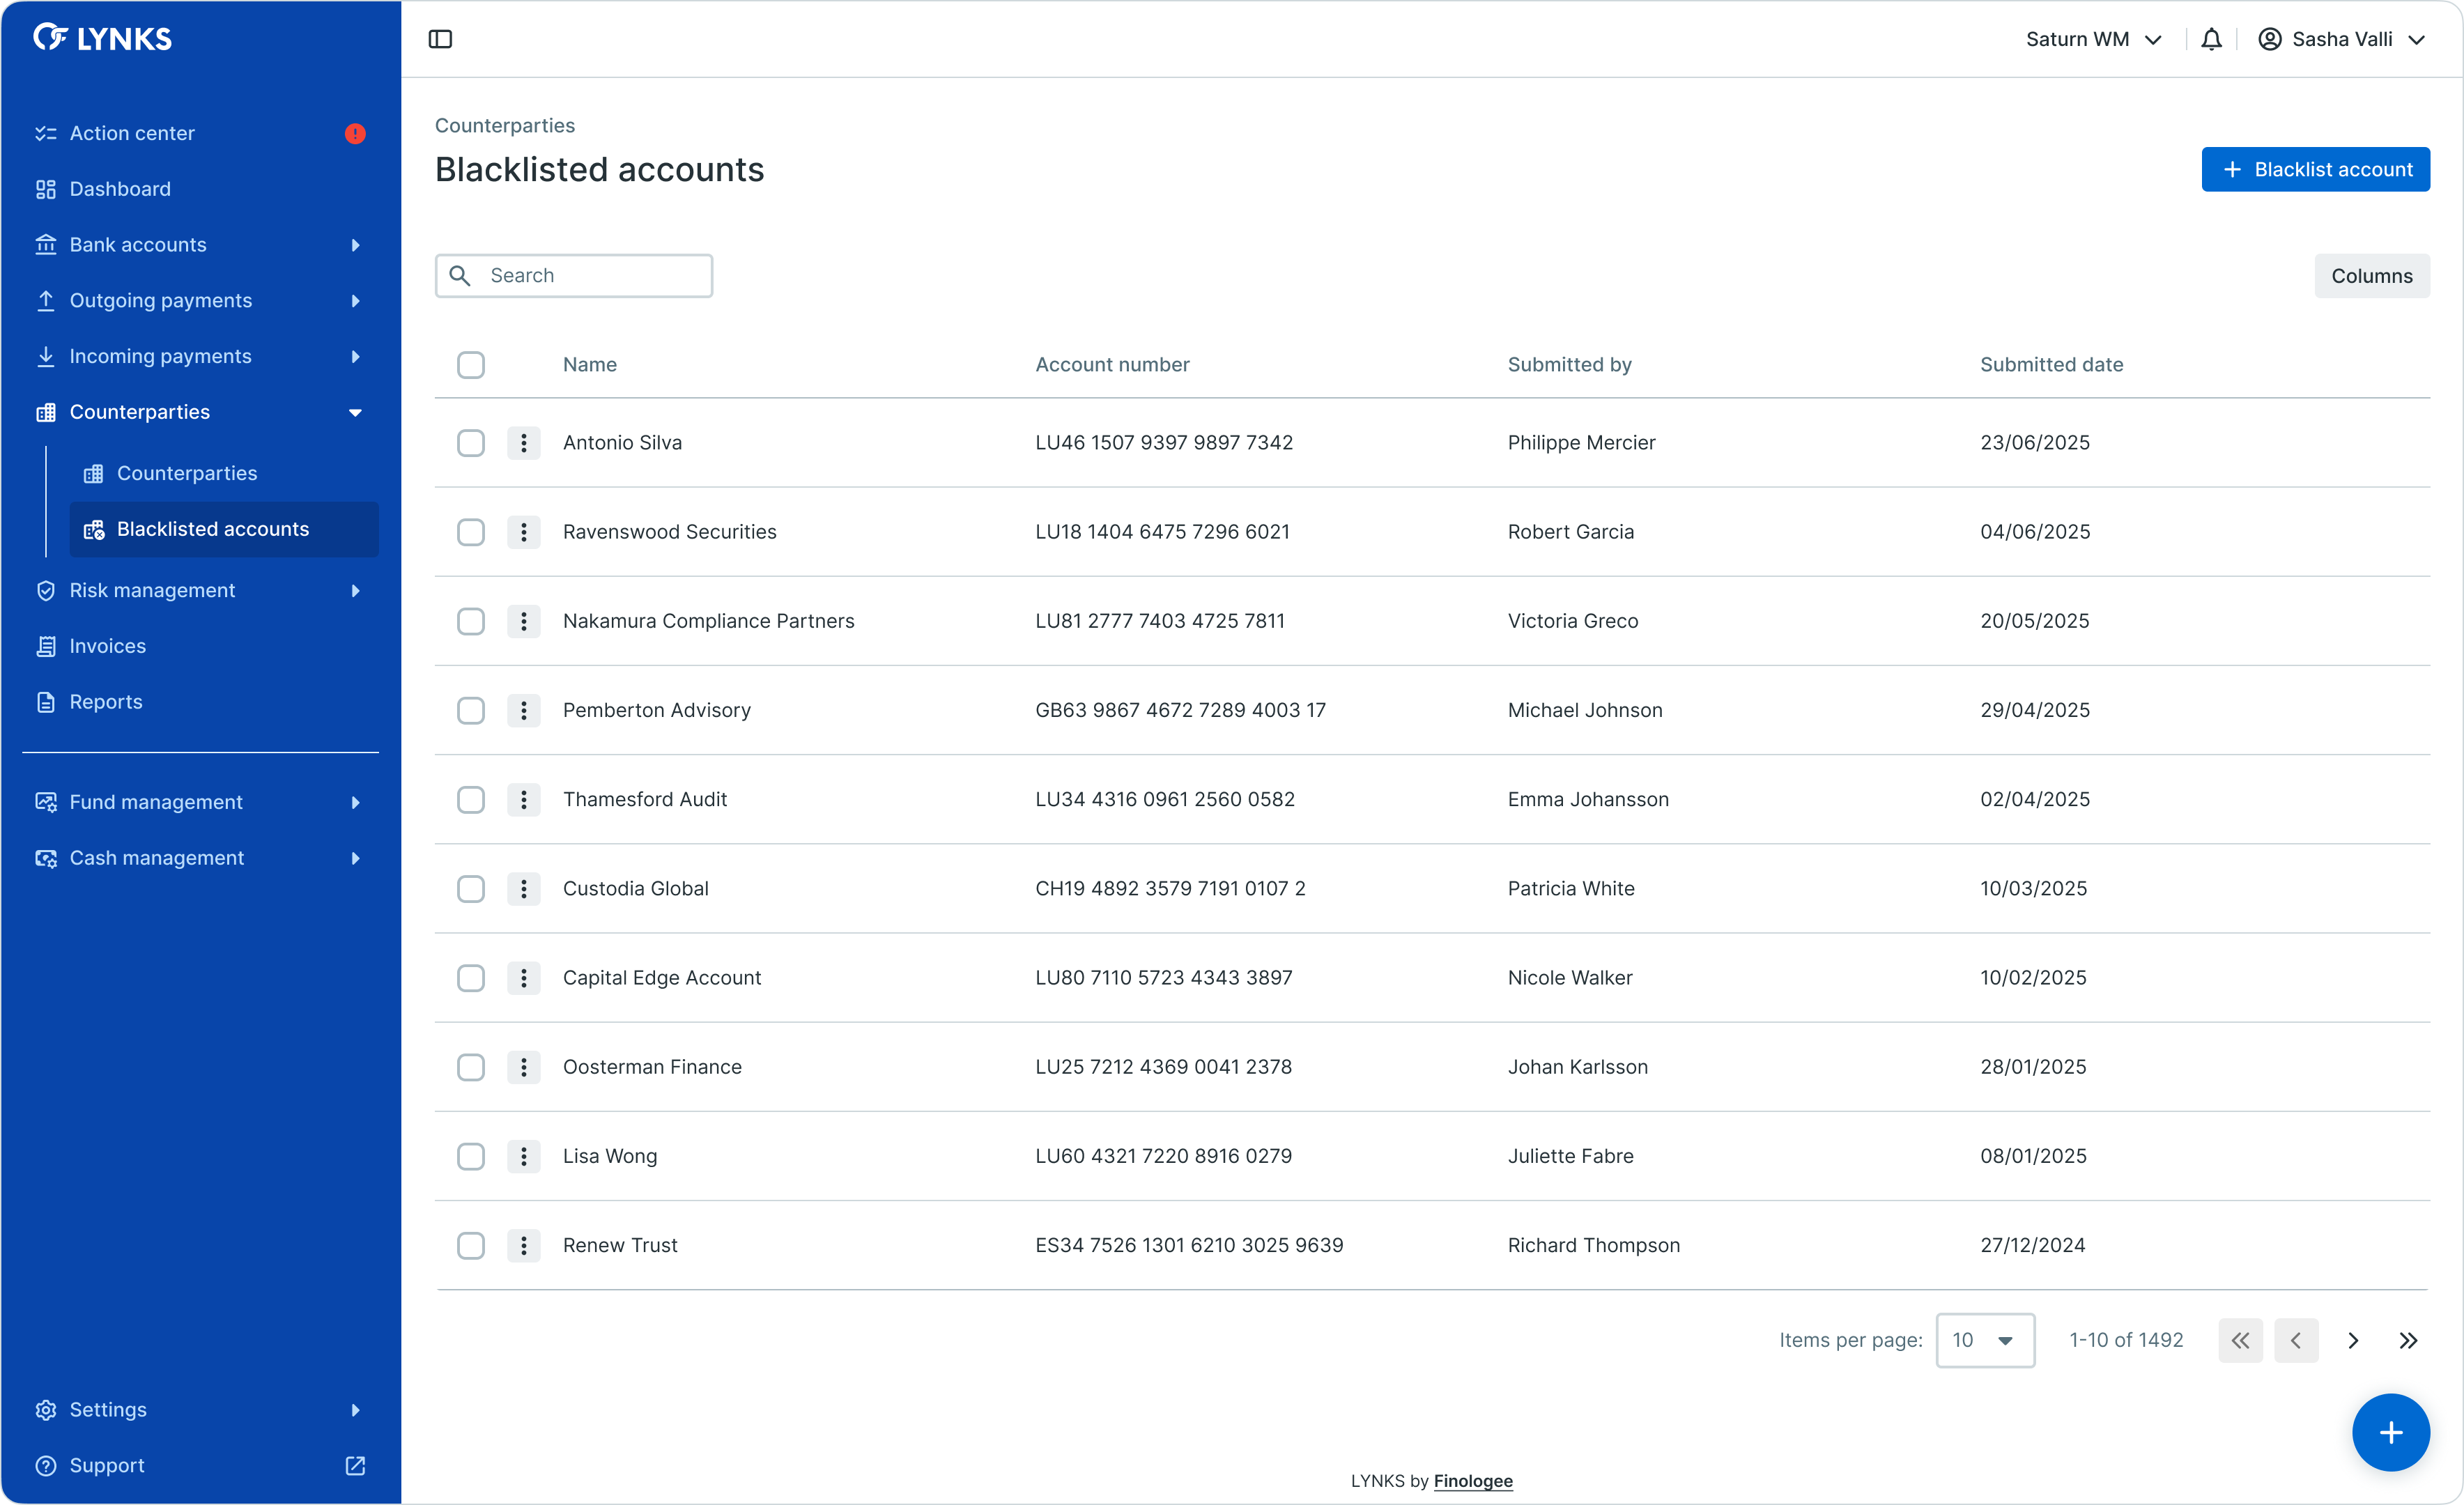 LYNKS
Saturn WM
Sasha Valli
Action center
Dashboard
Bank accounts
Outgoing payments
Incoming payments
Counterparties
Counterparties
Blacklisted accounts
Risk management
Invoices
Reports
Fund management
Cash management
Settings
Support
Counterparties
Blacklisted accounts
+ Blacklist account
Search
Columns
Name Account number Submitted by Submitted date
Antonio Silva LU46 1507 9397 9897 7342 Philippe Mercier 23/06/2025
Ravenswood Securities LU18 1404 6475 7296 6021 Robert Garcia 04/06/2025
Nakamura Compliance Partners LU81 2777 7403 4725 7811 Victoria Greco 20/05/2025
Pemberton Advisory GB63 9867 4672 7289 4003 17 Michael Johnson 29/04/2025
Thamesford Audit LU34 4316 0961 2560 0582 Emma Johansson 02/04/2025
Custodia Global CH19 4892 3579 7191 0107 2 Patricia White 10/03/2025
Capital Edge Account LU80 7110 5723 4343 3897 Nicole Walker 10/02/2025
Oosterman Finance LU25 7212 4369 0041 2378 Johan Karlsson 28/01/2025
Lisa Wong LU60 4321 7220 8916 0279 Juliette Fabre 08/01/2025
Renew Trust ES34 7526 1301 6210 3025 9639 Richard Thompson 27/12/2024
Items per page: 10 1-10 of 1492
LYNKS by Finologee